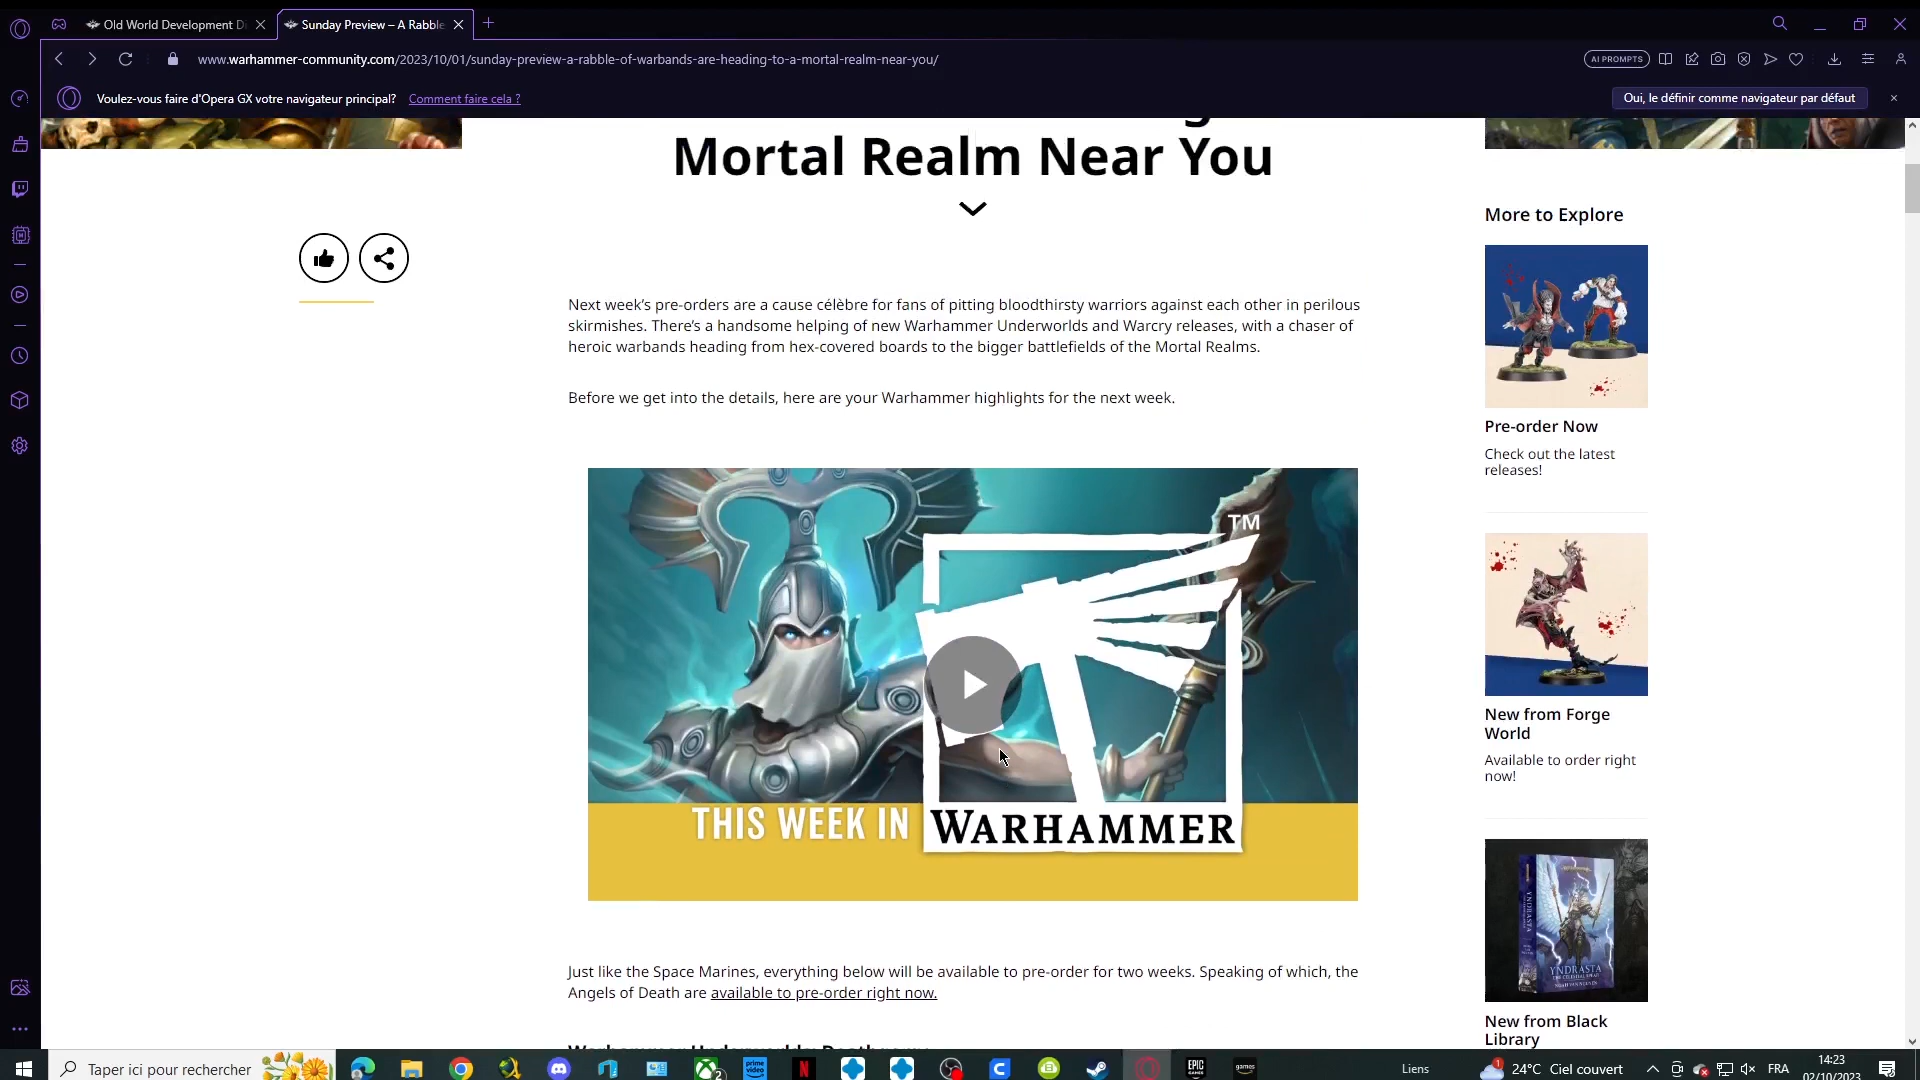 Old World Development Di
Sunday Preview – A Rabble
www.warhammer-community.com/2023/10/01/sunday-preview-a-rabble-of-warbands-are-heading-to-a-mortal-realm-near-you/
AI PROMPTS
Voulez-vous faire d'Opera GX votre navigateur principal? Comment faire cela ?
Oui, le définir comme navigateur par défaut
Mortal Realm Near You
Next week's pre-orders are a cause célèbre for fans of pitting bloodthirsty warriors against each other in perilous
skirmishes. There's a handsome helping of new Warhammer Underworlds and Warcry releases, with a chaser of
heroic warbands heading from hex-covered boards to the bigger battlefields of the Mortal Realms.
Before we get into the details, here are your Warhammer highlights for the next week.
TM
THIS WEEK IN WARHAMMER
Just like the Space Marines, everything below will be available to pre-order for two weeks. Speaking of which, the
Angels of Death are available to pre-order right now.
More to Explore
Pre-order Now
Check out the latest
releases!
New from Forge
World
Available to order right
now!
YNDRASTA
New from Black
Library
Taper ici pour rechercher
prime video
N
2
EPIC GAMES
games
Liens
1
24°C Ciel couvert
FRA
14:23
02/10/2023